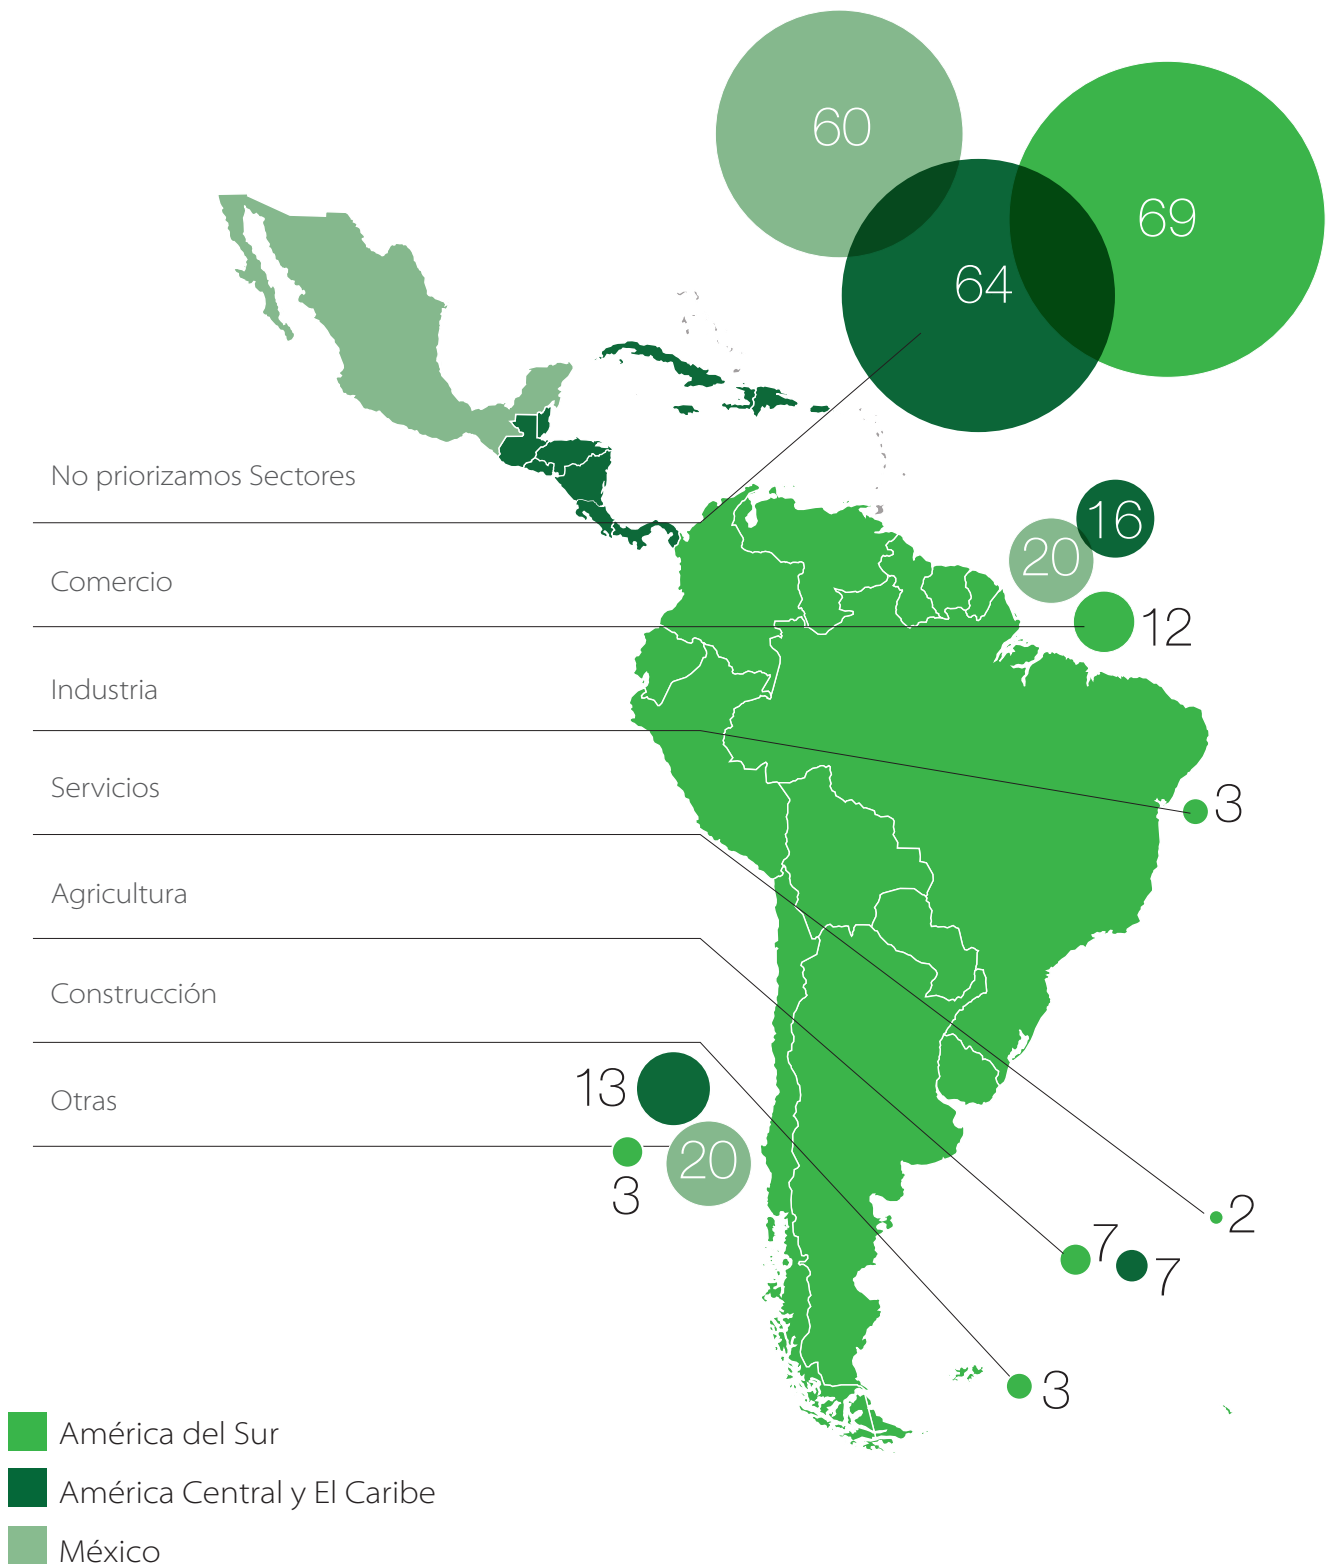 60
69
64
No priorizamos Sectores
16
20
Comercio
12
Industria
Servicios
3
Agricultura
Construcción
13
Otras
20
3
2
7
7
3
América del Sur
América Central y El Caribe
México